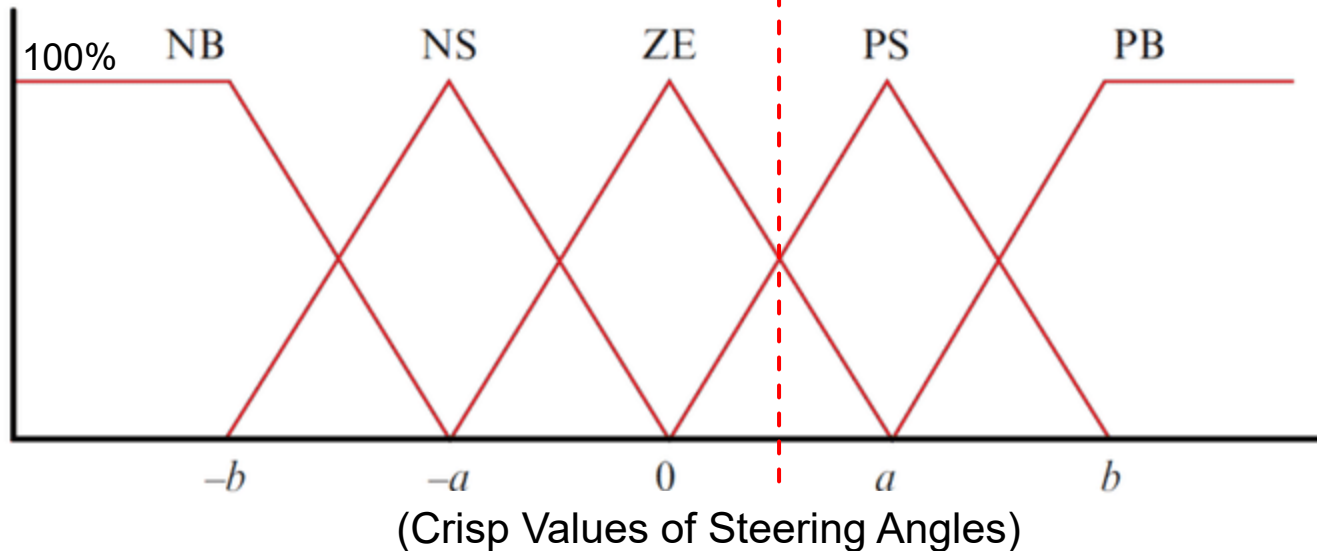 NB NS ZE PS PB
100%
–b –a 0 a b
(Crisp Values of Steering Angles)